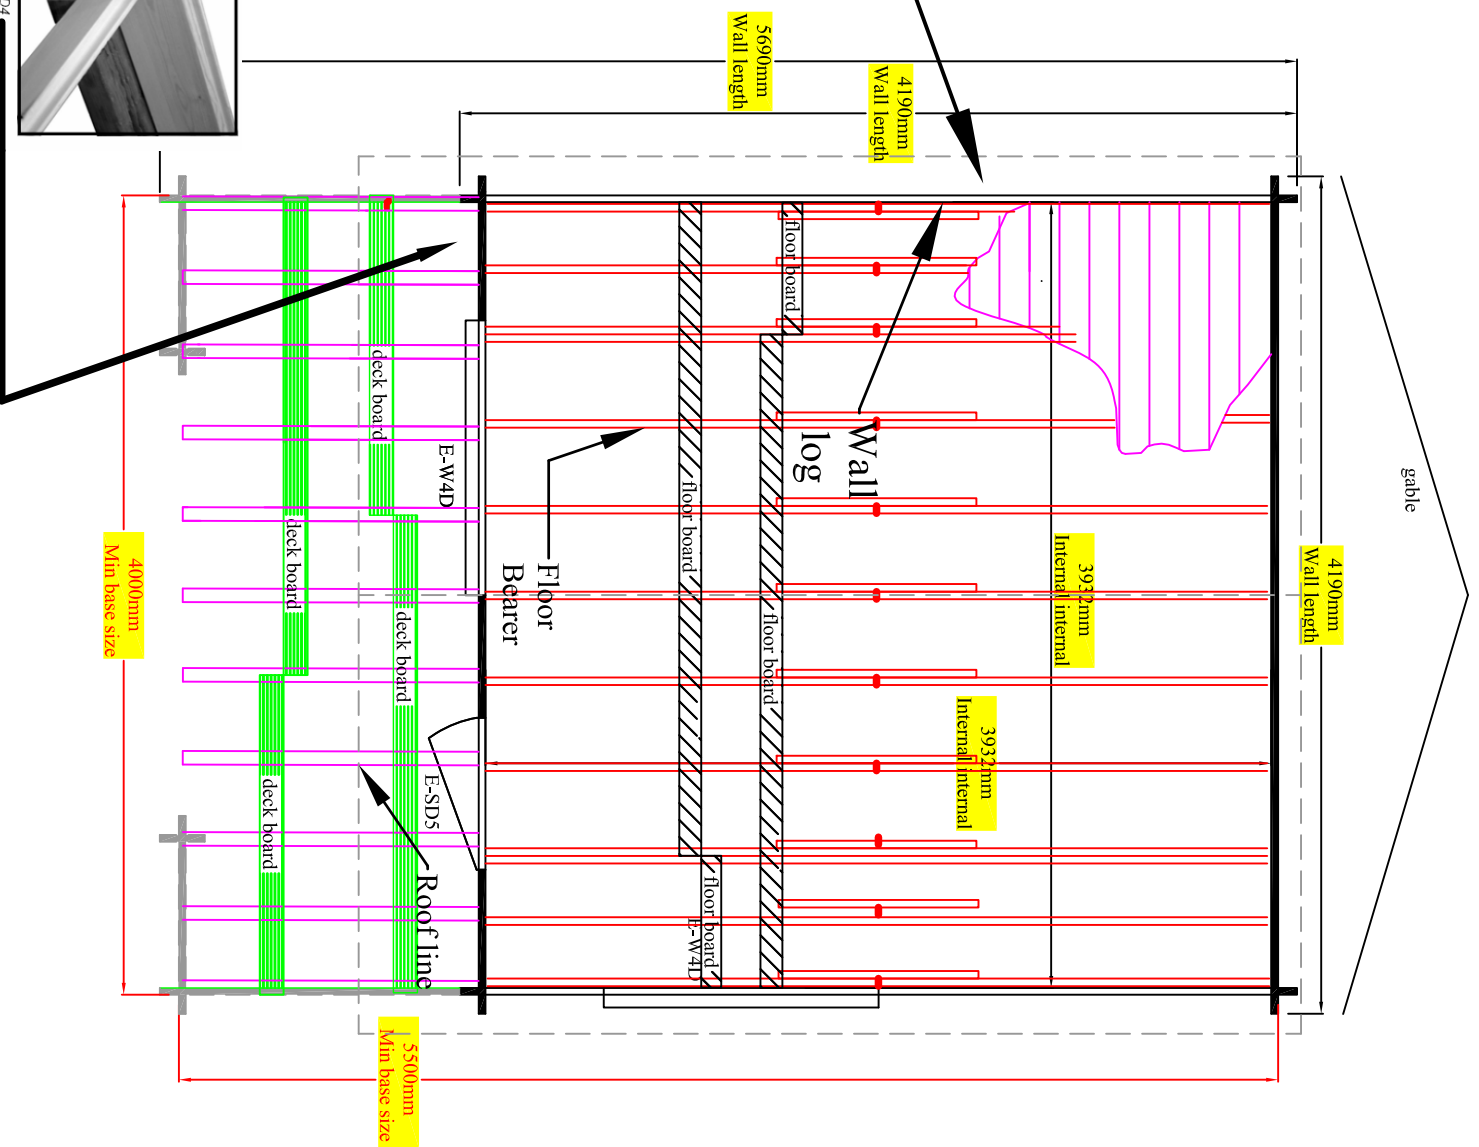 5690mm
Wall length
4190mm
Wall length
gable
4190mm
Wall length
deck board
floor board
Wall
log
E-W4D
floor board
deck board
Floor
Bearer
3932mm
Internal internal
4000mm
Min base size
deck board
floor board
3932mm
Internal internal
E-SD5
deck board
Roof line
floor board
E-W4D
5500mm
Min base size